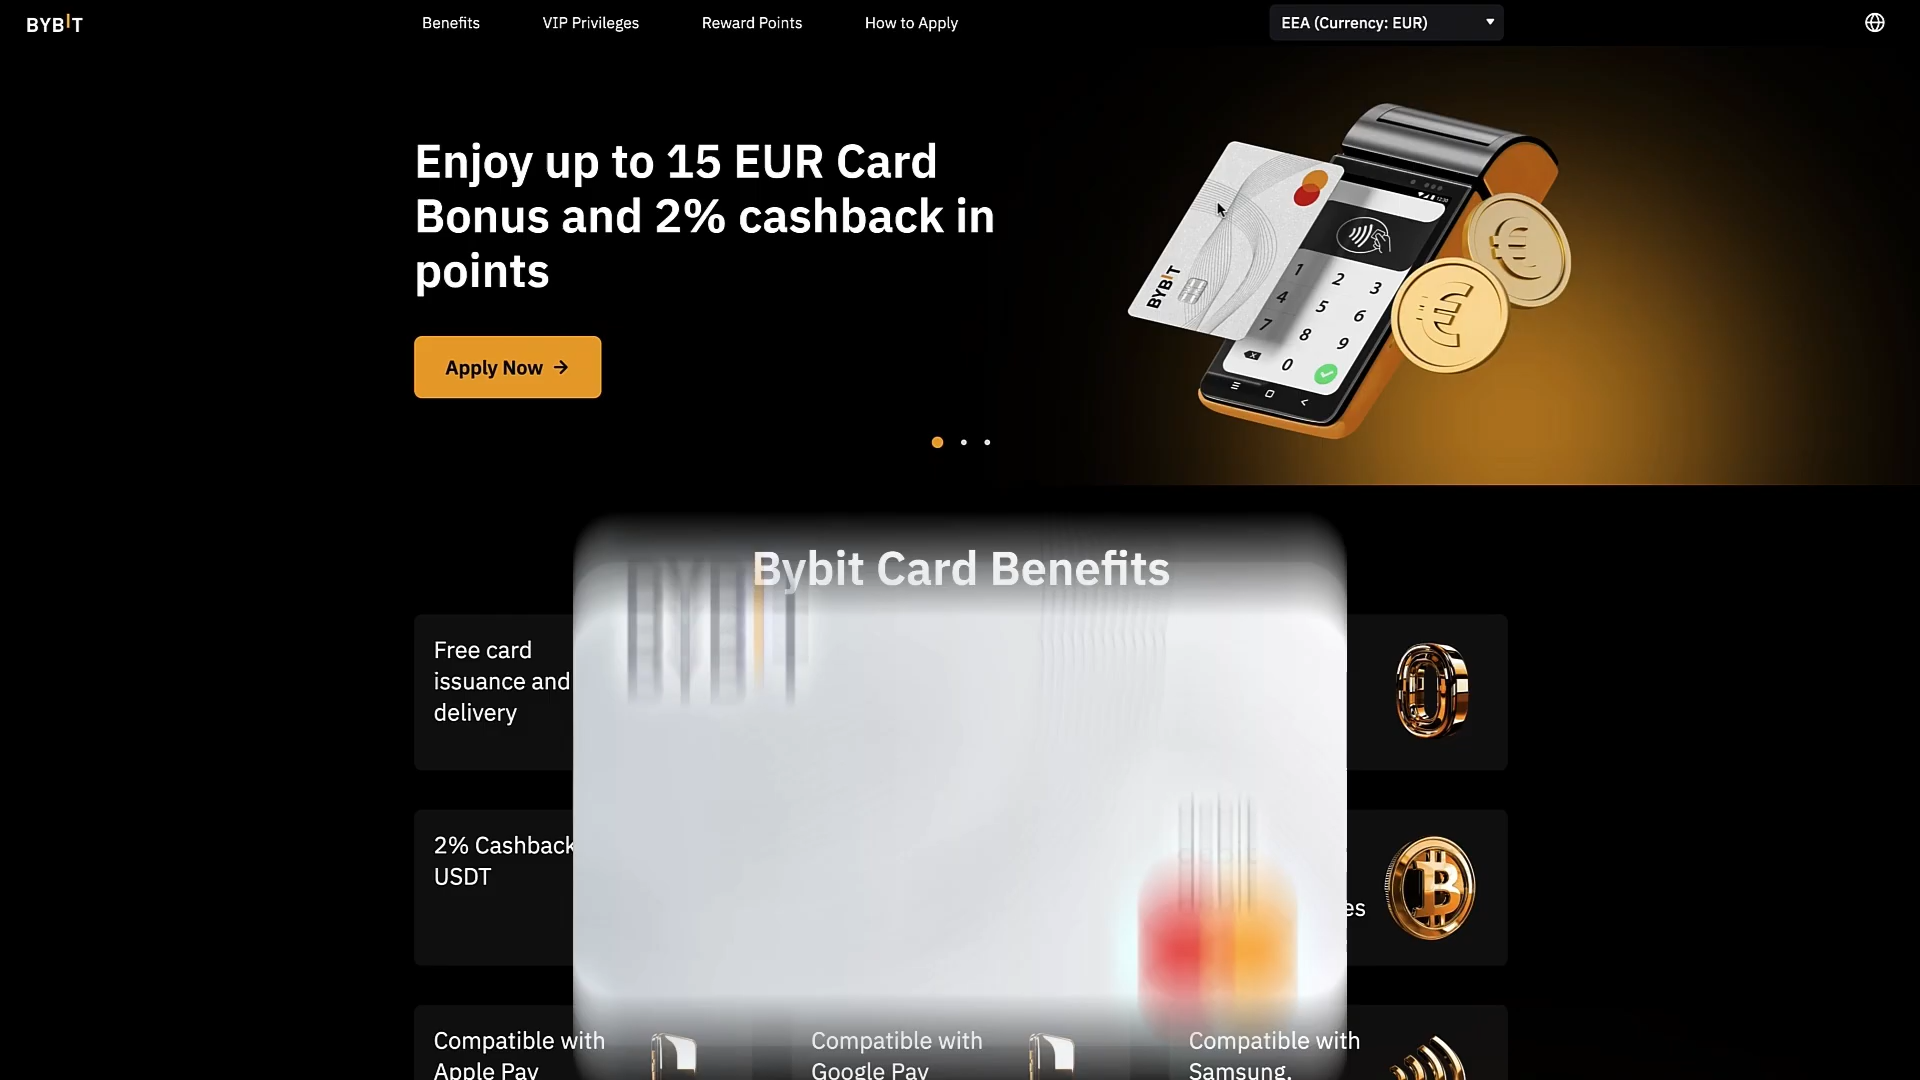 BYBIT
Benefits
VIP Privileges
Reward Points
How to Apply
EEA (Currency: EUR)
Enjoy up to 15 EUR Card
Bonus and 2% cashback in
points
Apply Now →
BYBIT
12:30
1 2 3
4 5 6
7 8 9
0
€
€
Bybit Card Benefits
Free card
issuance and
delivery
0
2% Cashback
USDT
es
B
Compatible with
Apple Pay
Compatible with
Google Pay
Compatible with
Samsung,